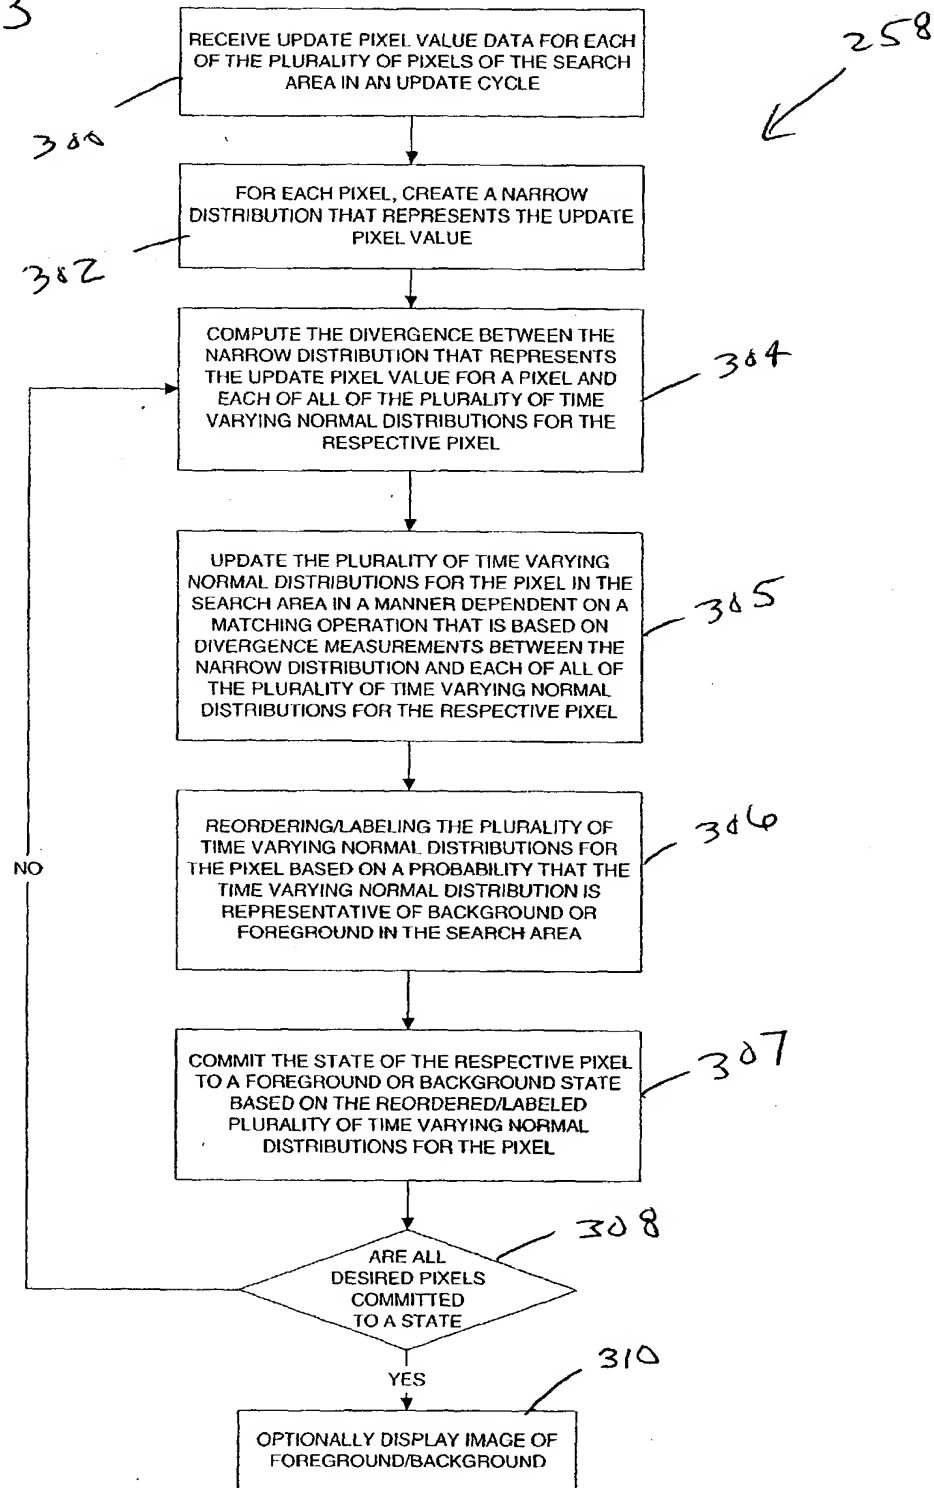 3
258
RECEIVE UPDATE PIXEL VALUE DATA FOR EACH
OF THE PLURALITY OF PIXELS OF THE SEARCH
AREA IN AN UPDATE CYCLE
300
FOR EACH PIXEL, CREATE A NARROW
DISTRIBUTION THAT REPRESENTS THE UPDATE
PIXEL VALUE
302
COMPUTE THE DIVERGENCE BETWEEN THE
NARROW DISTRIBUTION THAT REPRESENTS
THE UPDATE PIXEL VALUE FOR A PIXEL AND
EACH OF ALL OF THE PLURALITY OF TIME
VARYING NORMAL DISTRIBUTIONS FOR THE
RESPECTIVE PIXEL
304
UPDATE THE PLURALITY OF TIME VARYING
NORMAL DISTRIBUTIONS FOR THE PIXEL IN THE
SEARCH AREA IN A MANNER DEPENDENT ON A
MATCHING OPERATION THAT IS BASED ON
DIVERGENCE MEASUREMENTS BETWEEN THE
NARROW DISTRIBUTION AND EACH OF ALL OF
THE PLURALITY OF TIME VARYING NORMAL
DISTRIBUTIONS FOR THE RESPECTIVE PIXEL
305
REORDERING/LABELING THE PLURALITY OF
TIME VARYING NORMAL DISTRIBUTIONS FOR
THE PIXEL BASED ON A PROBABILITY THAT THE
TIME VARYING NORMAL DISTRIBUTION IS
REPRESENTATIVE OF BACKGROUND OR
FOREGROUND IN THE SEARCH AREA
306
NO
COMMIT THE STATE OF THE RESPECTIVE PIXEL
TO A FOREGROUND OR BACKGROUND STATE
BASED ON THE REORDERED/LABELED
PLURALITY OF TIME VARYING NORMAL
DISTRIBUTIONS FOR THE PIXEL
307
ARE ALL
DESIRED PIXELS
COMMITTED
TO A STATE
308
YES
310
OPTIONALLY DISPLAY IMAGE OF
FOREGROUND/BACKGROUND